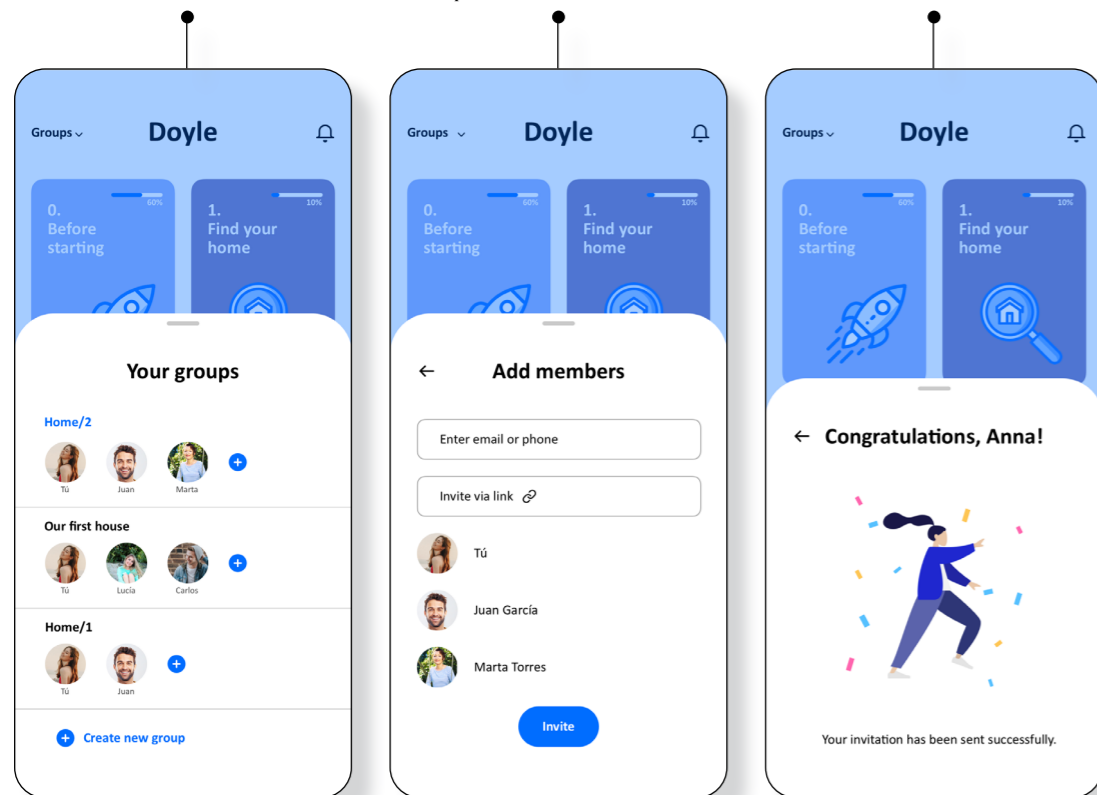 Groups
Doyle
60%
0.
Before
starting
10%
1.
Find your
home
Your groups
Home/2
Tú
Juan
Marta
Our first house
Tú
Lucía
Carlos
Home/1
Tú
Juan
Create new group
Groups
Doyle
60%
0.
Before
starting
10%
1.
Find your
home
Add members
Enter email or phone
Invite via link
Tú
Juan García
Marta Torres
Invite
Groups
Doyle
60%
0.
Before
starting
10%
1.
Find your
home
Congratulations, Anna!
Your invitation has been sent successfully.